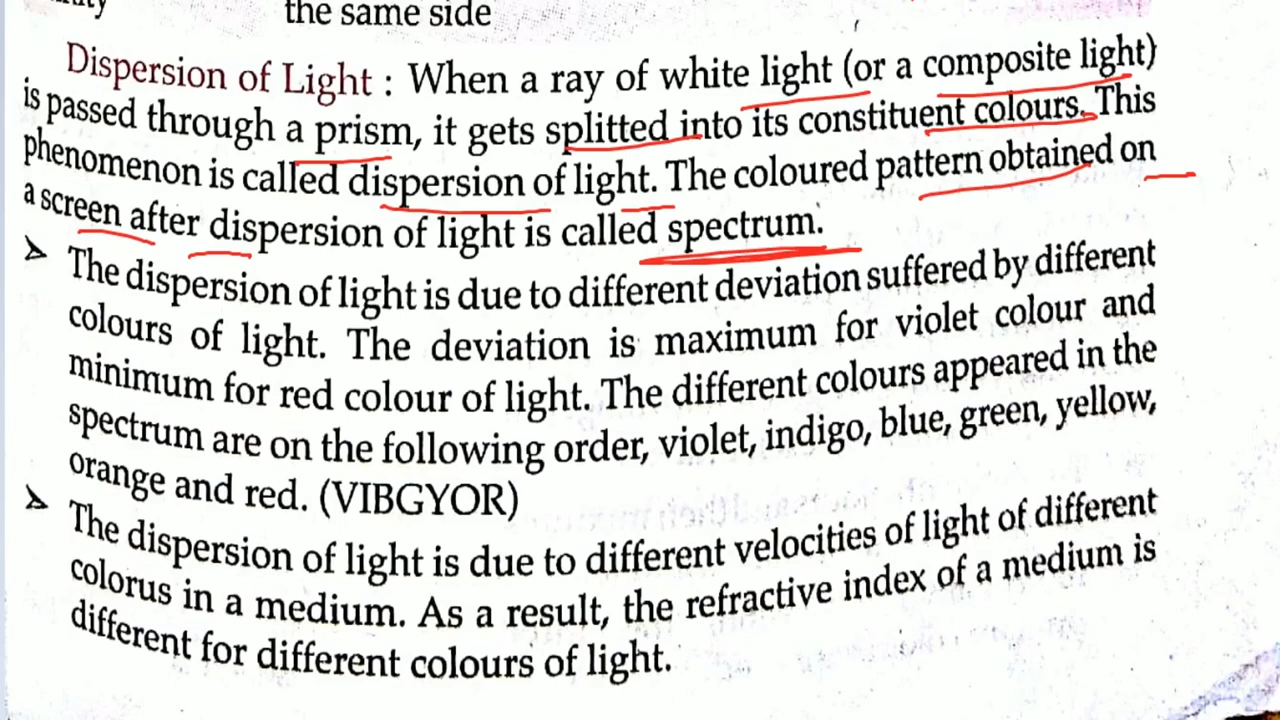 the same side
Dispersion of Light : When a ray of white light (or a composite light)
is passed through a prism, it gets splitted into its constituent colours. This
phenomenon is called dispersion of light. The coloured pattern obtained on
a screen after dispersion of light is called spectrum.
➢ The dispersion of light is due to different deviation suffered by different
colours of light. The deviation is maximum for violet colour and
minimum for red colour of light. The different colours appeared in the
spectrum are on the following order, violet, indigo, blue, green, yellow,
orange and red. (VIBGYOR)
➢ The dispersion of light is due to different velocities of light of different
colorus in a medium. As a result, the refractive index of a medium is
different for different colours of light.